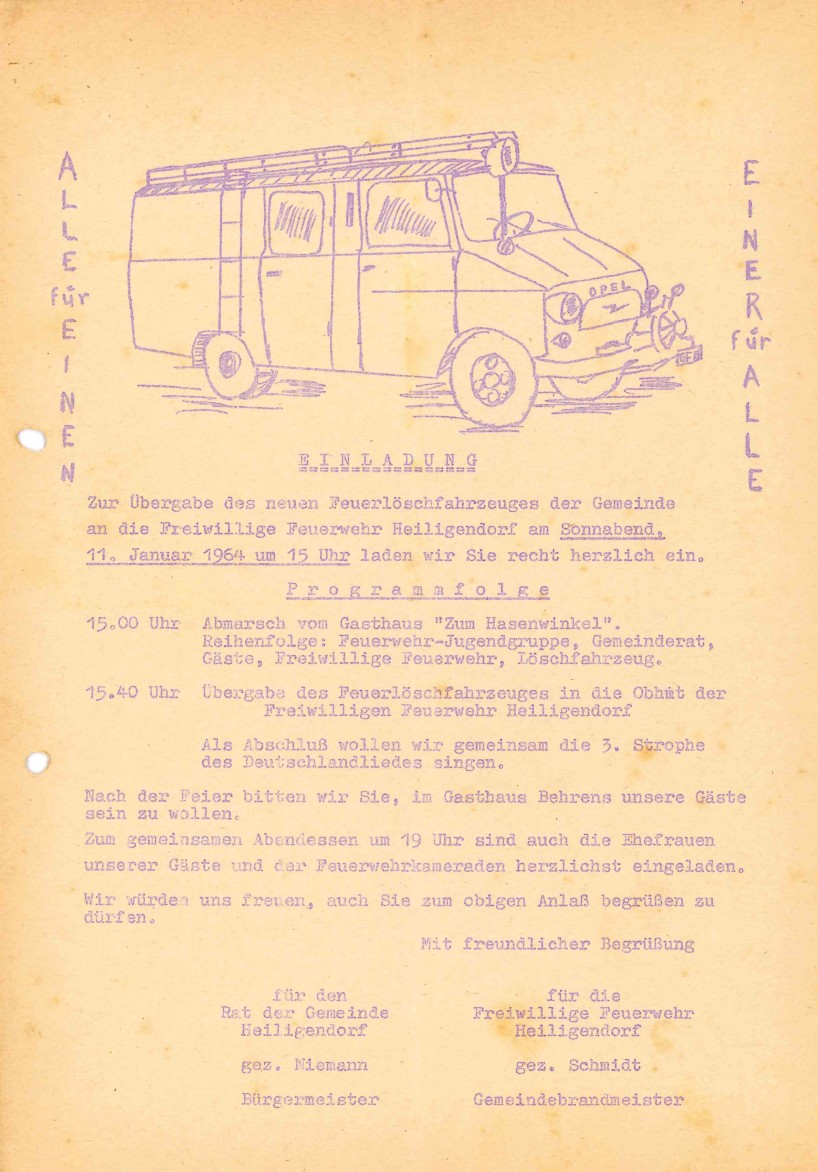 ALLE für EINEN
EINER für ALLE
OPEL
EINLADUNG
Zur Übergabe des neuen Feuerlöschfahrzeuges der Gemeinde
an die Freiwillige Feuerwehr Heiligendorf am Sonnabend,
11. Januar 1964 um 15 Uhr laden wir Sie recht herzlich ein.
Programmfolge
15.00 Uhr Abmarsch vom Gasthaus "Zum Hasenwinkel".
Reihenfolge: Feuerwehr-Jugendgruppe, Gemeinderat,
Gäste, Freiwillige Feuerwehr, Löschfahrzeug.
15.40 Uhr Übergabe des Feuerlöschfahrzeuges in die Obhut der
Freiwilligen Feuerwehr Heiligendorf
Als Abschluß wollen wir gemeinsam die 3. Strophe
des Deutschlandliedes singen.
Nach der Feier bitten wir Sie, im Gasthaus Behrens unsere Gäste
sein zu wollen.
Zum gemeinsamen Abendessen um 19 Uhr sind auch die Ehefrauen
unserer Gäste und der Feuerwehrkameraden herzlichst eingeladen.
Wir würden uns freuen, auch Sie zum obigen Anlaß begrüßen zu
dürfen.
Mit freundlicher Begrüßung
für den für die
Rat der Gemeinde Freiwillige Feuerwehr
Heiligendorf Heiligendorf
gez. Niemann gez. Schmidt
Bürgermeister Gemeindebrandmeister